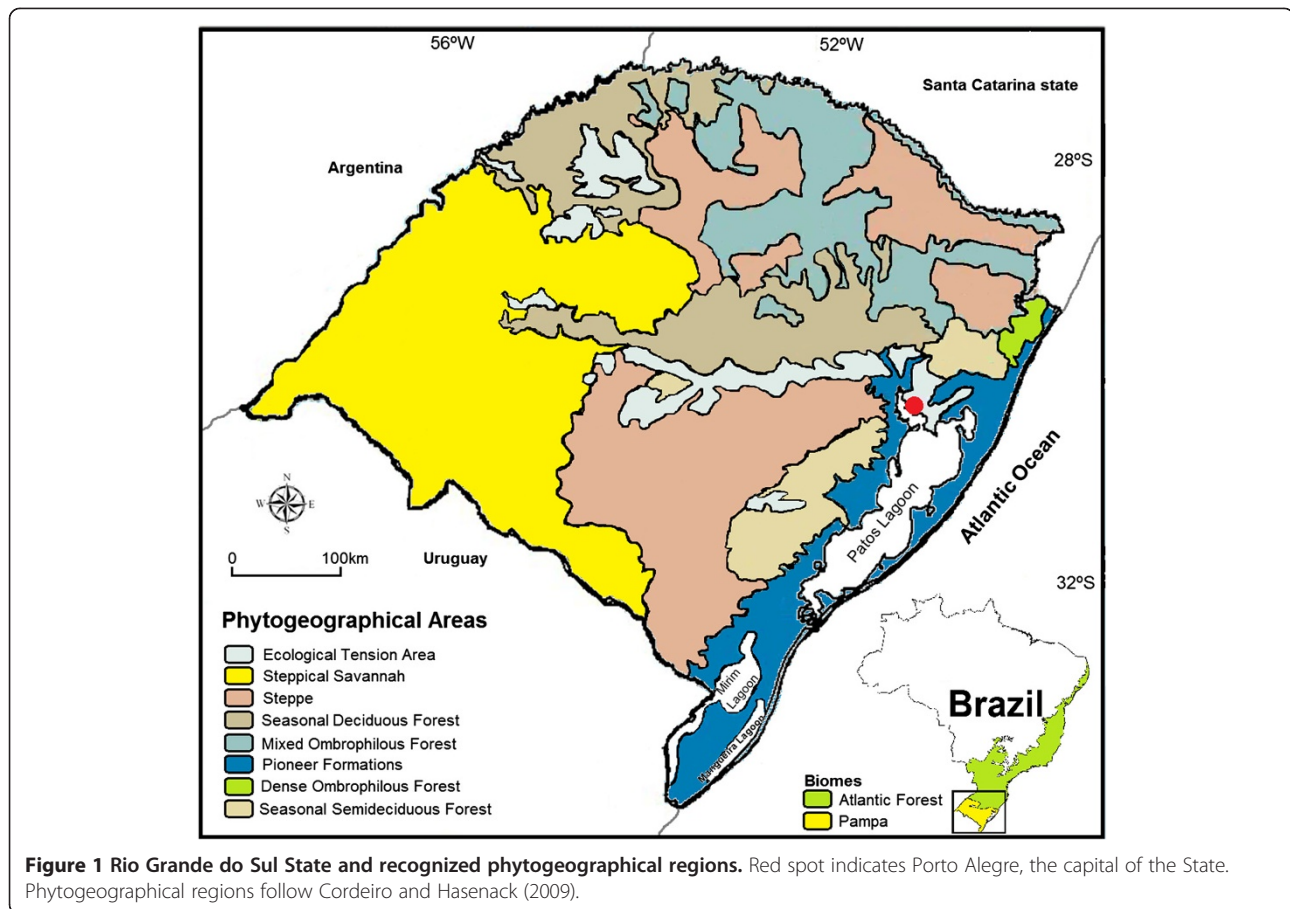 56ºW
52ºW
Santa Catarina state
Argentina
28ºS
N
W
E
S
0
100km
Uruguay
Patos Lagoon
Atlantic Ocean
32ºS
Mirim
Lagoon
Mangueira Lagoon
Phytogeographical Areas
Ecological Tension Area
Steppical Savannah
Steppe
Seasonal Deciduous Forest
Mixed Ombrophilous Forest
Pioneer Formations
Dense Ombrophilous Forest
Seasonal Semideciduous Forest
Brazil
Biomes
Atlantic Forest
Pampa
Figure 1 Rio Grande do Sul State and recognized phytogeographical regions. Red spot indicates Porto Alegre, the capital of the State.
Phytogeographical regions follow Cordeiro and Hasenack (2009).